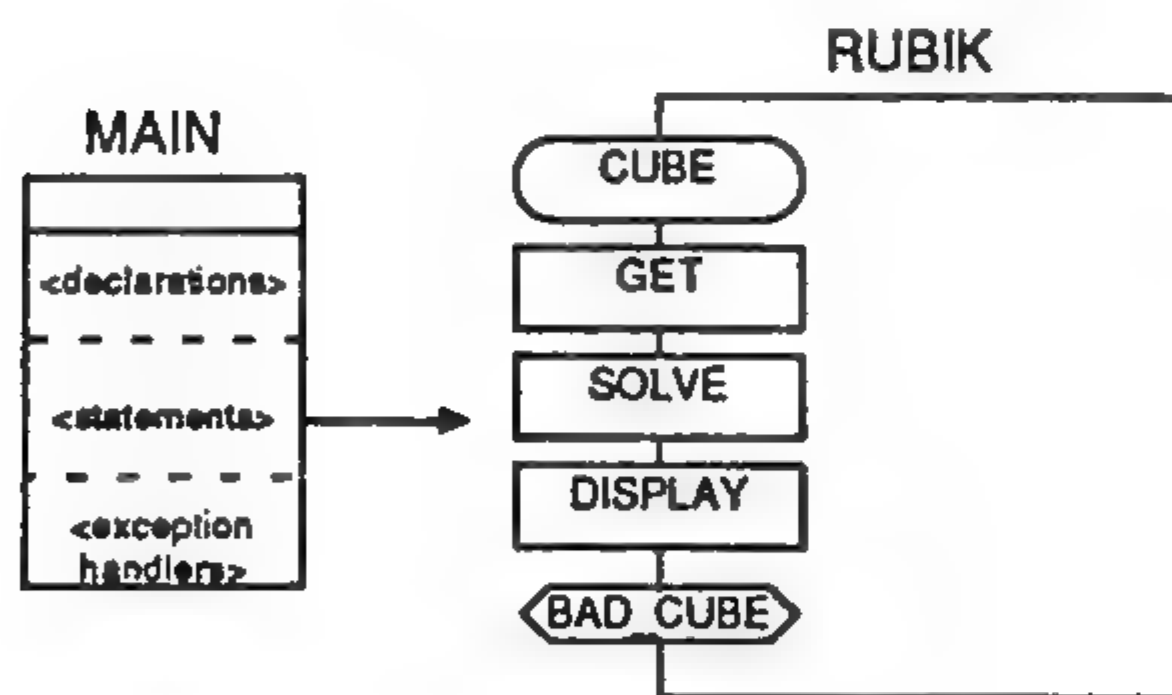 MAIN
<declarations>
<statements>
<exception
handlers>
RUBIK
CUBE
GET
SOLVE
DISPLAY
BAD CUBE